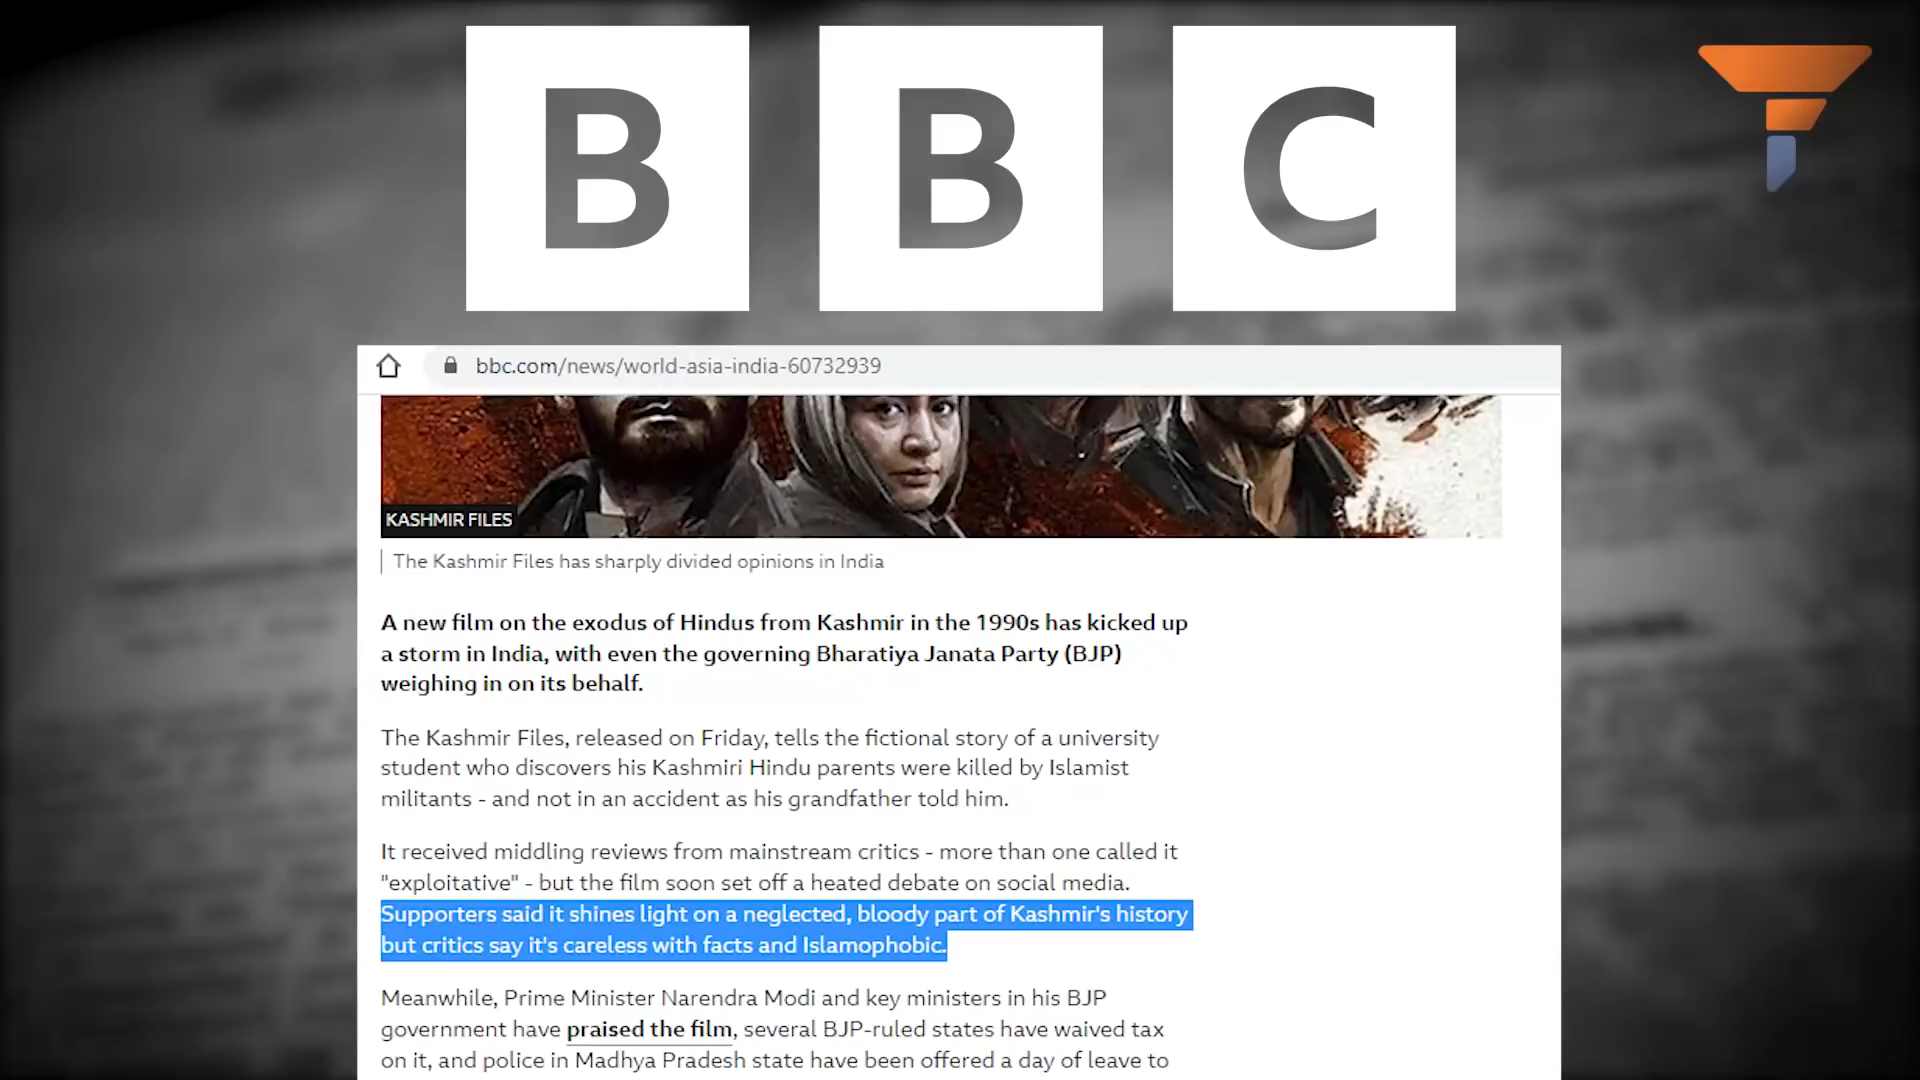 BBC
bbc.com/news/world-asia-india-60732939
KASHMIR FILES
The Kashmir Files has sharply divided opinions in India
A new film on the exodus of Hindus from Kashmir in the 1990s has kicked up
a storm in India, with even the governing Bharatiya Janata Party (BJP)
weighing in on its behalf.
The Kashmir Files, released on Friday, tells the fictional story of a university
student who discovers his Kashmiri Hindu parents were killed by Islamist
militants - and not in an accident as his grandfather told him.
It received middling reviews from mainstream critics - more than one called it
"exploitative" - but the film soon set off a heated debate on social media.
Supporters said it shines light on a neglected, bloody part of Kashmir's history
but critics say it's careless with facts and Islamophobic.
Meanwhile, Prime Minister Narendra Modi and key ministers in his BJP
government have praised the film, several BJP-ruled states have waived tax
on it, and police in Madhya Pradesh state have been offered a day of leave to